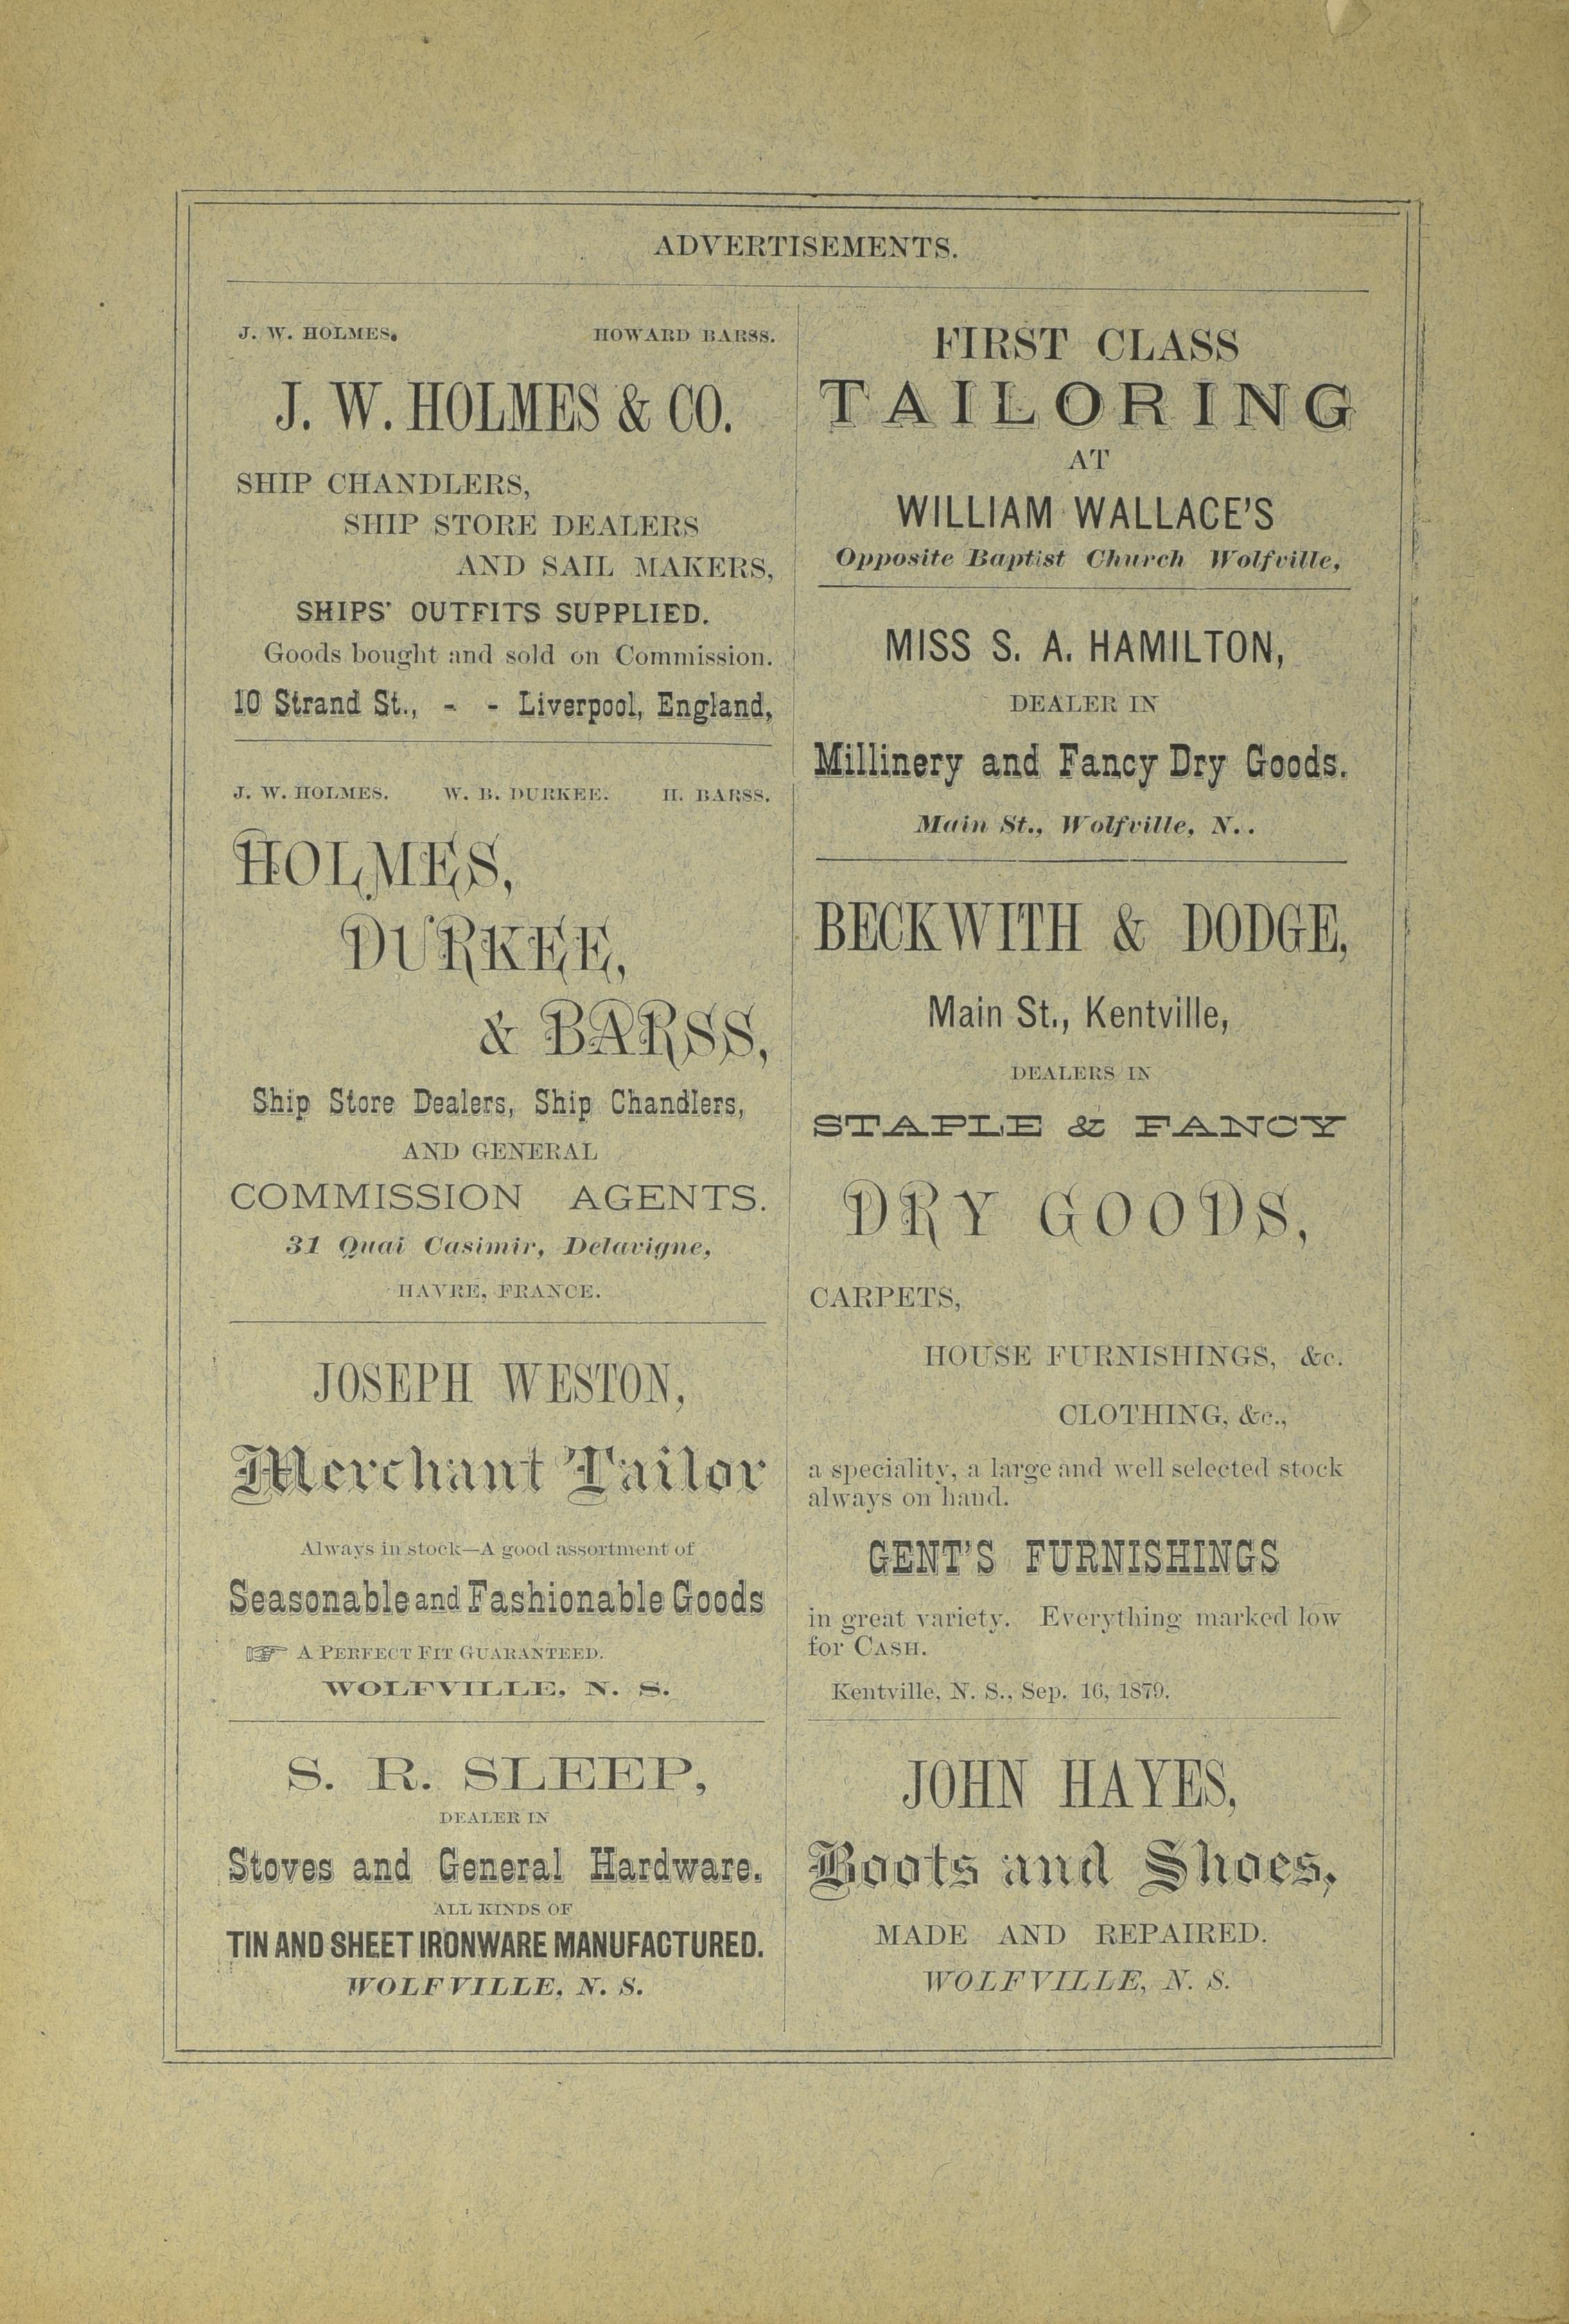 ADVERTISEMENTS.
J. W. HOLMES. HOWARD BARSS.
J. W. HOLMES & CO.
SHIP CHANDLERS,
SHIP STORE DEALERS
AND SAIL MAKERS,
SHIPS' OUTFITS SUPPLIED.
Goods bought and sold on Commission.
10 Strand St., - - Liverpool, England,
J. W. HOLMES. W. B. DURKEE. H. BARSS.
HOLMES,
DURKEE,
& BARSS,
Ship Store Dealers, Ship Chandlers,
AND GENERAL
COMMISSION AGENTS.
31 Quai Casimir, Delavigne,
HAVRE, FRANCE.
JOSEPH WESTON,
Merchant Tailor
Always in stock—A good assortment of
Seasonable and Fashionable Goods
☞ A PERFECT FIT GUARANTEED.
WOLFVILLE, N. S.
S. R. SLEEP,
DEALER IN
Stoves and General Hardware.
ALL KINDS OF
TIN AND SHEET IRONWARE MANUFACTURED.
WOLFVILLE, N. S.
FIRST CLASS
TAILORING
AT
WILLIAM WALLACE'S
Opposite Baptist Church Wolfville,
MISS S. A. HAMILTON,
DEALER IN
Millinery and Fancy Dry Goods.
Main St., Wolfville, N. .
BECKWITH & DODGE,
Main St., Kentville,
DEALERS IN
STAPLE & FANCY
DRY GOODS,
CARPETS,
HOUSE FURNISHINGS, &c.
CLOTHING, &c.,
a speciality, a large and well selected stock
always on hand.
GENT'S FURNISHINGS
in great variety. Everything marked low
for CASH.
Kentville, N. S., Sep. 16, 1879.
JOHN HAYES,
Boots and Shoes,
MADE AND REPAIRED.
WOLFVILLE, N. S.